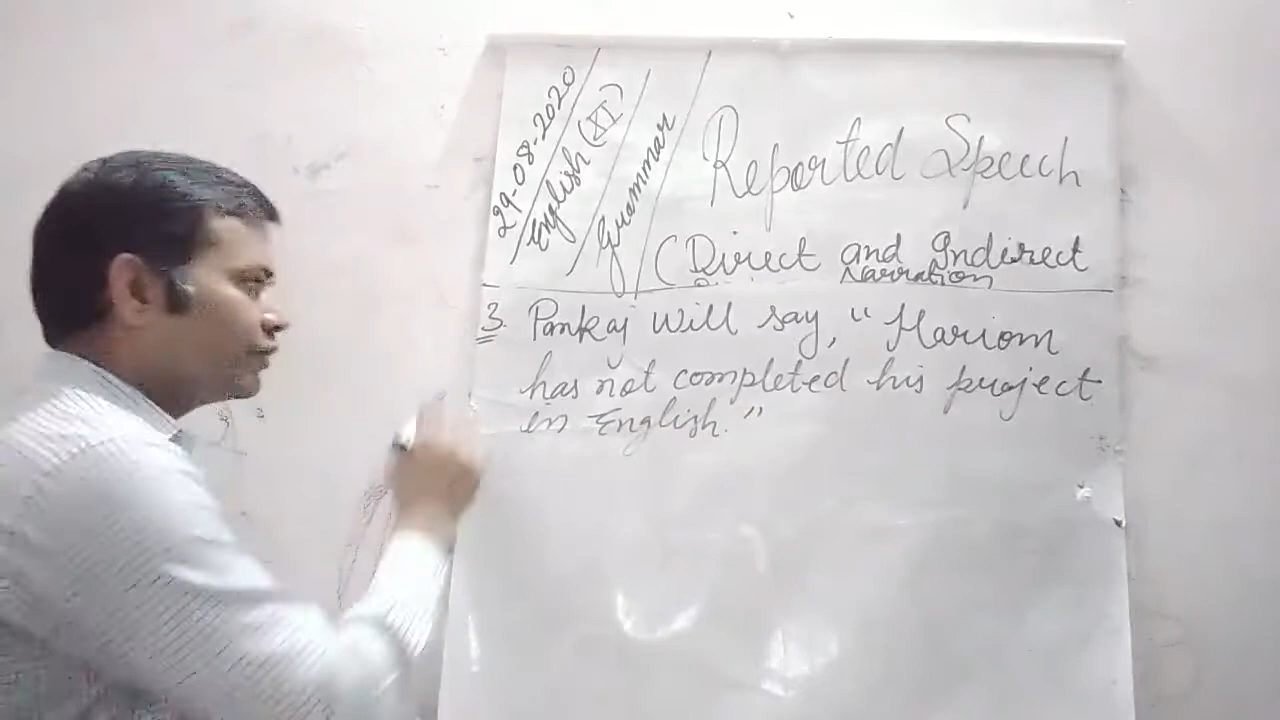 29-08-2020
English (XI)
Grammar
Reported Speech
(Direct and Indirect
Narration
3. Pankaj will say, " Hariom
has not completed his project
in English."